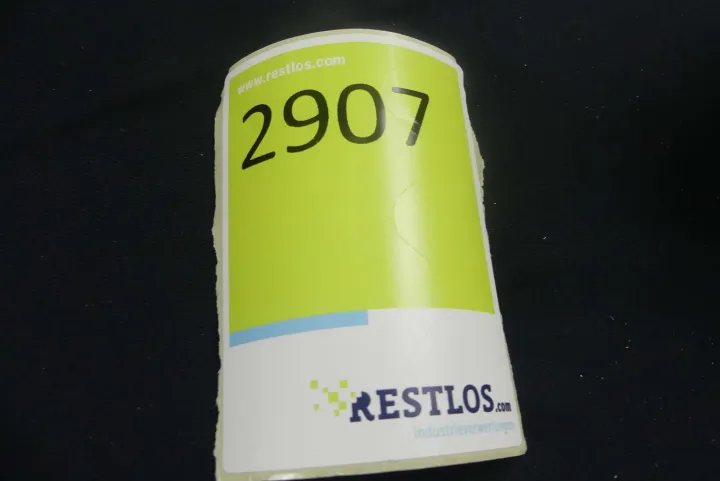 www.restlos.com
2907
RESTLOS.com
industrieverwertungen